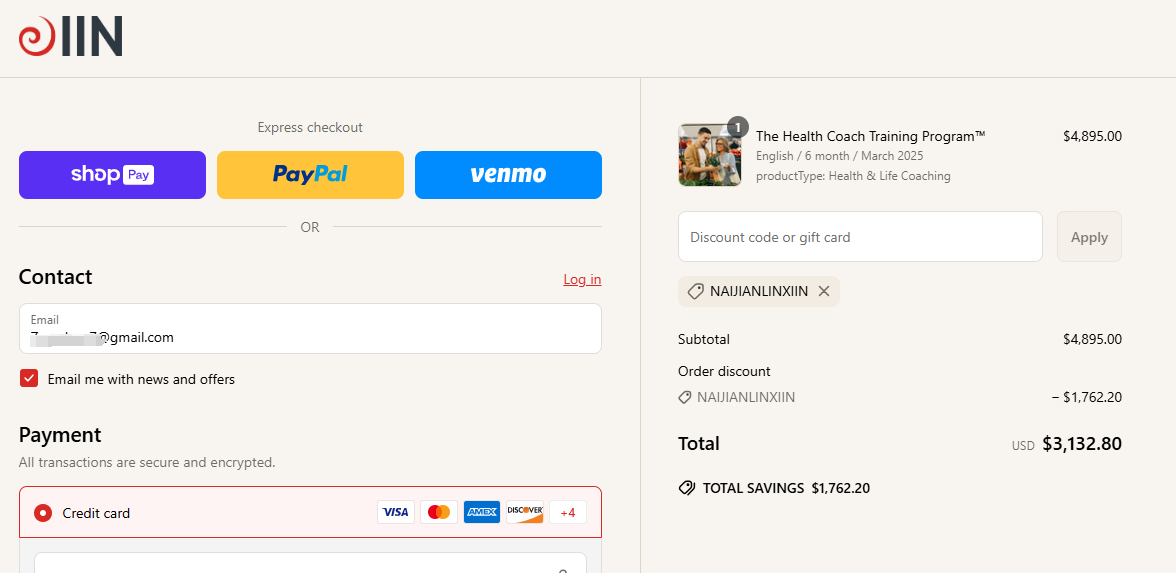 IIN
Express checkout
shop Pay
PayPal
venmo
OR
Contact
Log in
Email
@gmail.com
Email me with news and offers
Payment
All transactions are secure and encrypted.
Credit card
VISA
AMEX
DISCOVER
+4
1
The Health Coach Training Program™
$4,895.00
English / 6 month / March 2025
productType: Health & Life Coaching
Discount code or gift card
Apply
NAIJIANLINXIIN
Subtotal
$4,895.00
Order discount
NAIJIANLINXIIN
– $1,762.20
Total
USD $3,132.80
TOTAL SAVINGS $1,762.20